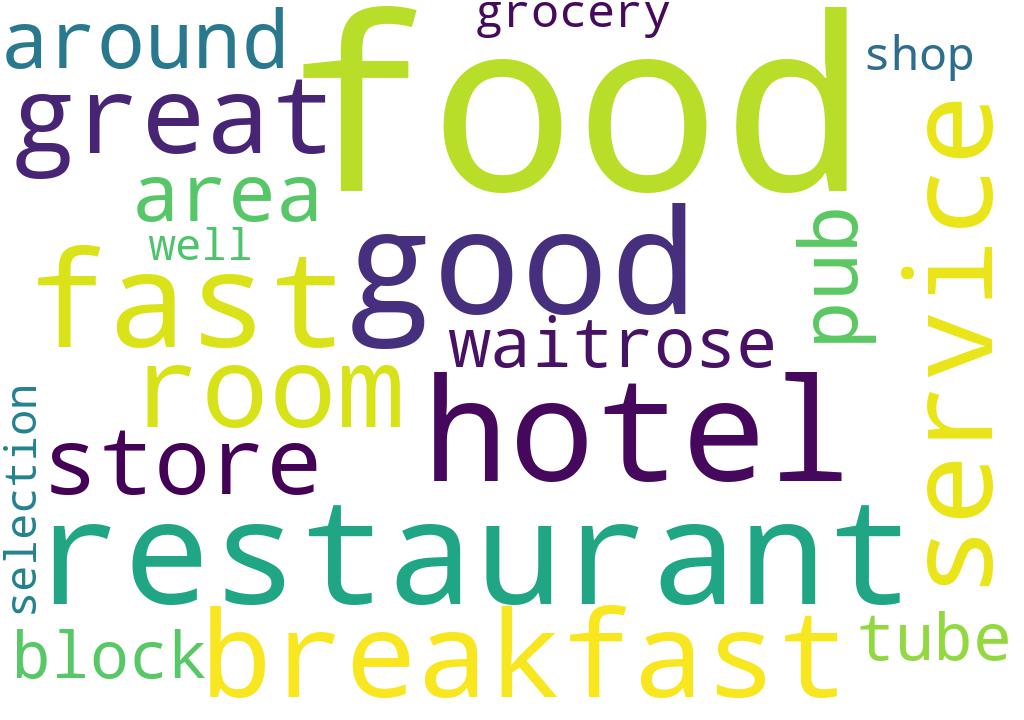 grocery
around
food
shop
great
service
area
pub
well
good
fast
waitrose
room
hotel
selection
store
restaurant
breakfast
block
tube